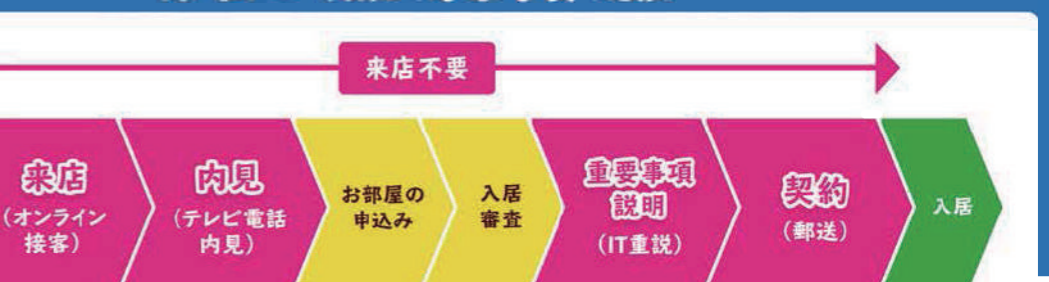 来店不要
来店
(オンライン
接客)
内見
(テレビ電話
内見)
お部屋の
申込み
入居
審査
重要事項
説明
(IT重説)
契約
(郵送)
入居